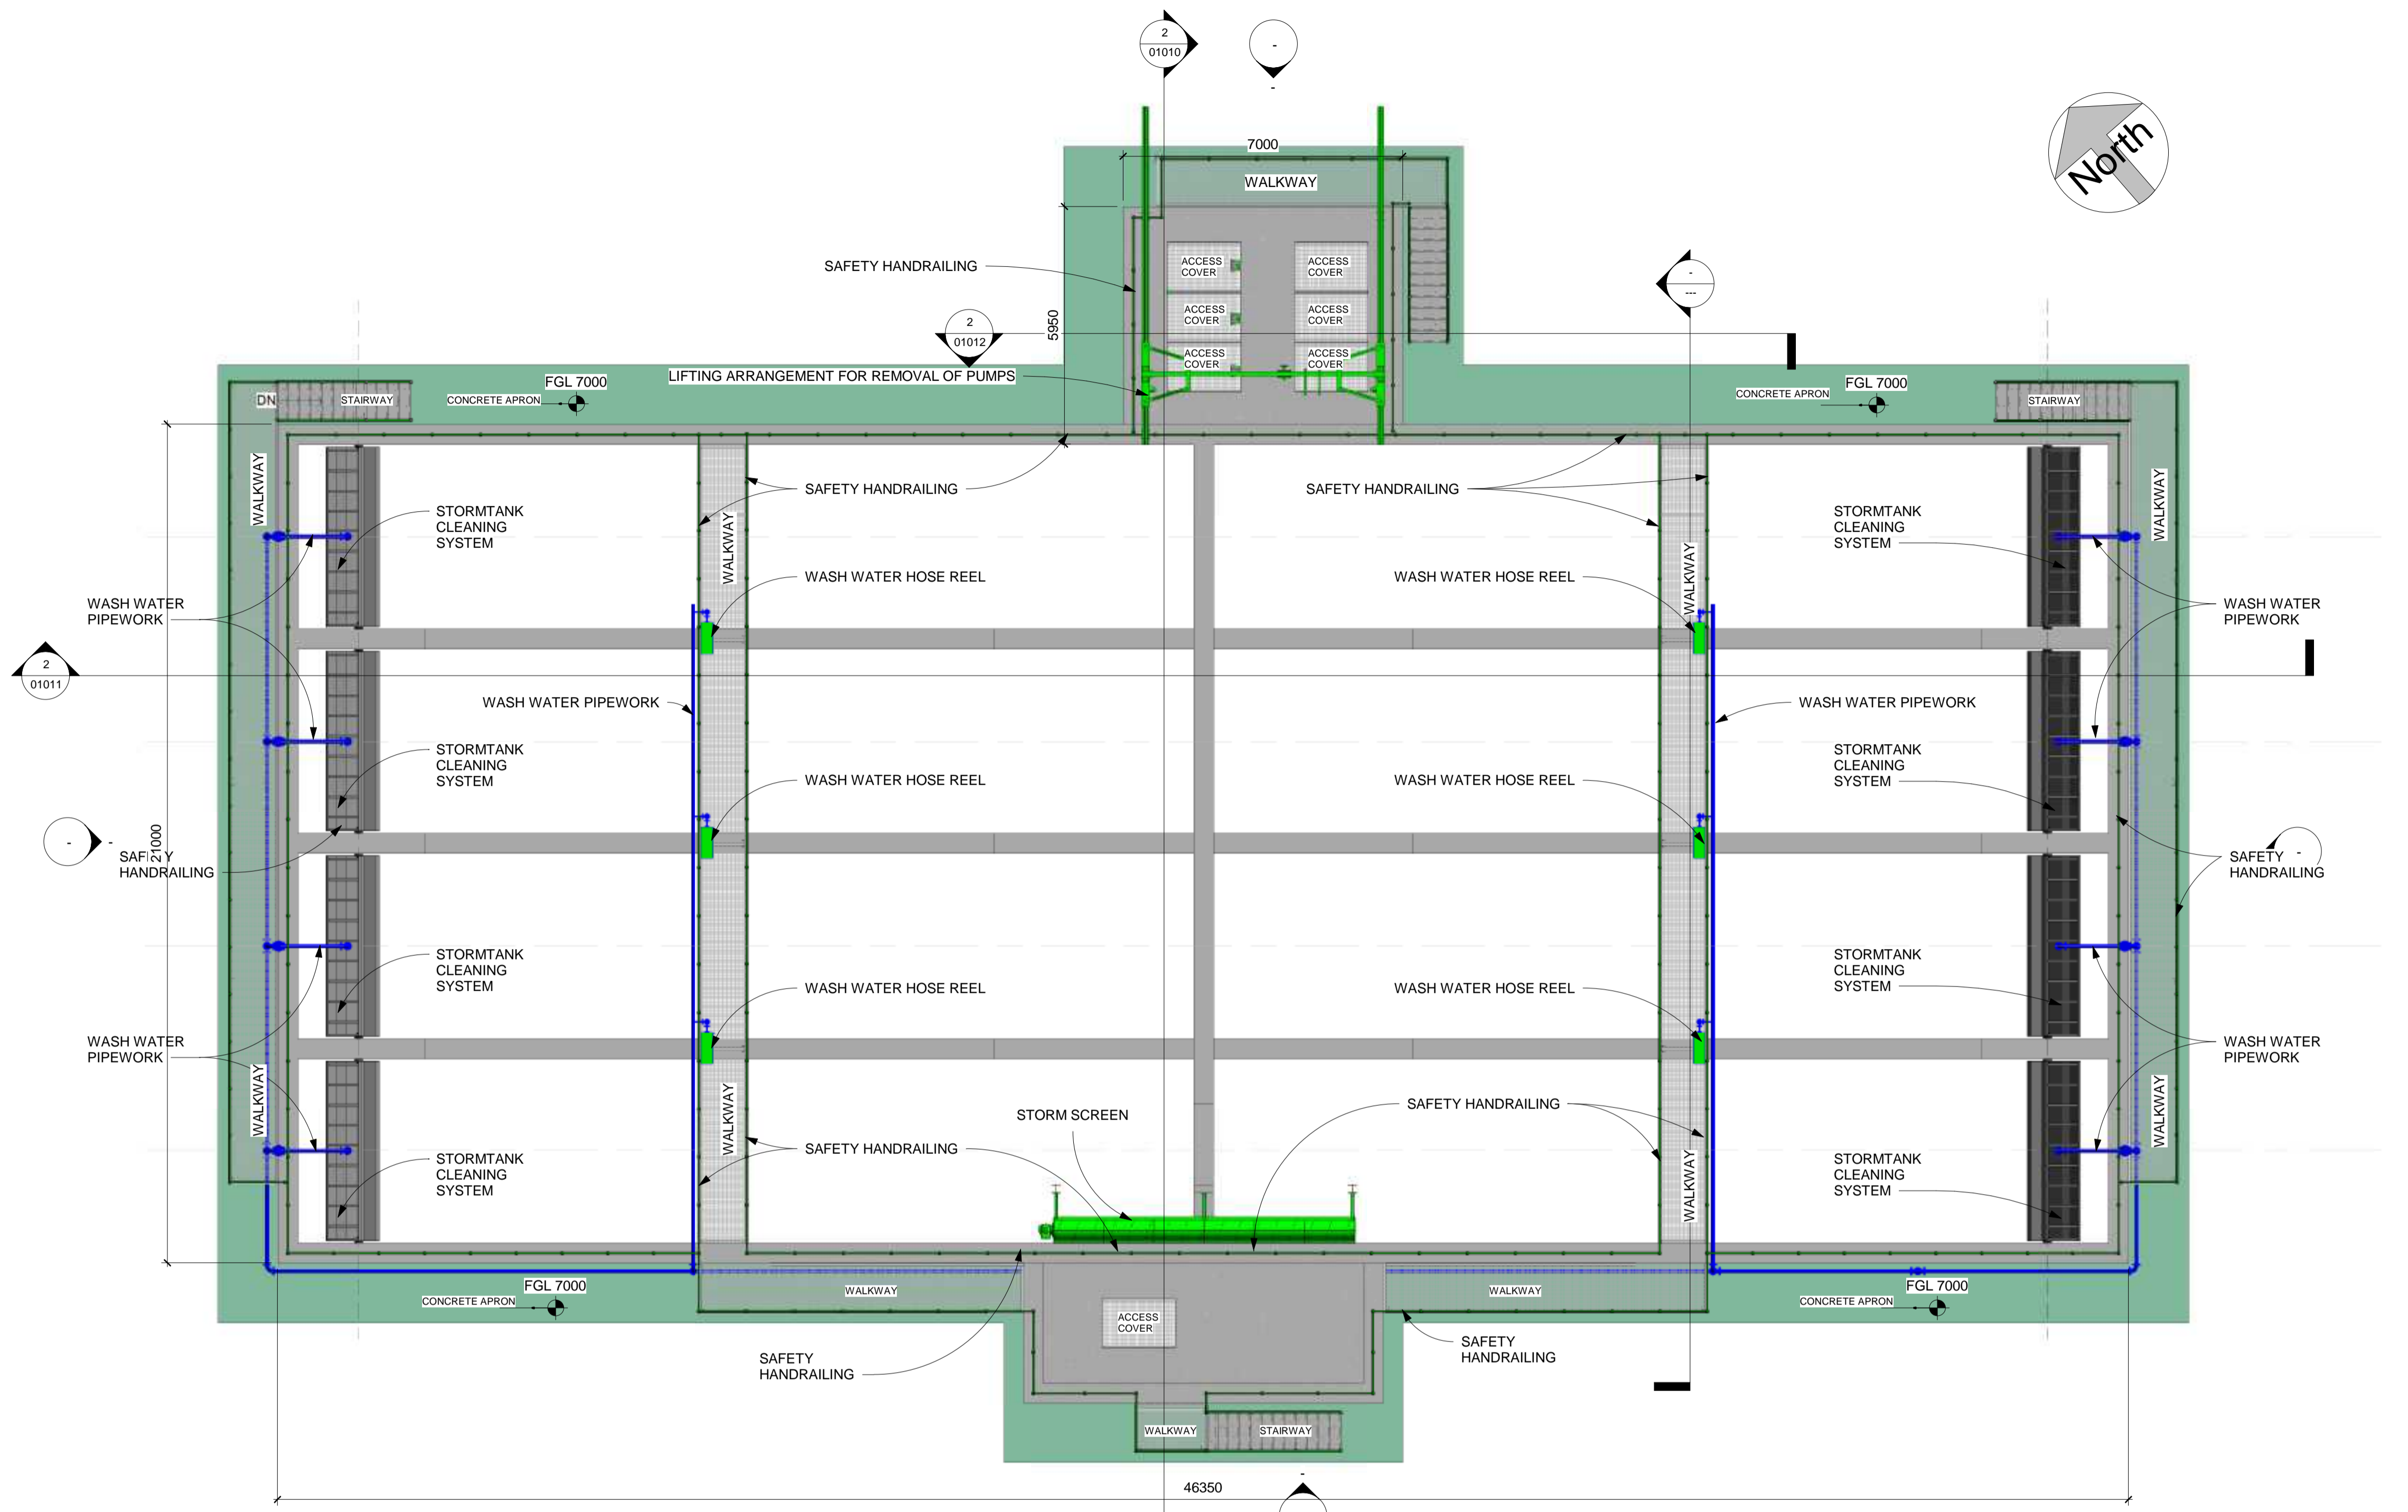 2
01010
-
-
North
7000
WALKWAY
SAFETY HANDRAILING
ACCESS
COVER
ACCESS
COVER
ACCESS
COVER
ACCESS
COVER
ACCESS
COVER
ACCESS
COVER
5950
2
01012
-
---
LIFTING ARRANGEMENT FOR REMOVAL OF PUMPS
FGL 7000
CONCRETE APRON
DN
STAIRWAY
FGL 7000
CONCRETE APRON
STAIRWAY
WALKWAY
SAFETY HANDRAILING
SAFETY HANDRAILING
WALKWAY
STORMTANK
CLEANING
SYSTEM
WALKWAY
STORMTANK
CLEANING
SYSTEM
WASH WATER HOSE REEL
WASH WATER HOSE REEL
WALKWAY
WASH WATER
PIPEWORK
WASH WATER
PIPEWORK
2
01011
WASH WATER PIPEWORK
WASH WATER PIPEWORK
STORMTANK
CLEANING
SYSTEM
WASH WATER HOSE REEL
WASH WATER HOSE REEL
STORMTANK
CLEANING
SYSTEM
-
-
21000
SAFETY
HANDRAILING
SAFETY
HANDRAILING
-
STORMTANK
CLEANING
SYSTEM
WASH WATER HOSE REEL
WASH WATER HOSE REEL
STORMTANK
CLEANING
SYSTEM
WASH WATER
PIPEWORK
WASH WATER
PIPEWORK
WALKWAY
WALKWAY
STORM SCREEN
SAFETY HANDRAILING
WALKWAY
WALKWAY
STORMTANK
CLEANING
SYSTEM
SAFETY HANDRAILING
STORMTANK
CLEANING
SYSTEM
FGL 7000
CONCRETE APRON
WALKWAY
WALKWAY
FGL 7000
CONCRETE APRON
ACCESS
COVER
SAFETY
HANDRAILING
SAFETY
HANDRAILING
WALKWAY
STAIRWAY
-
46350